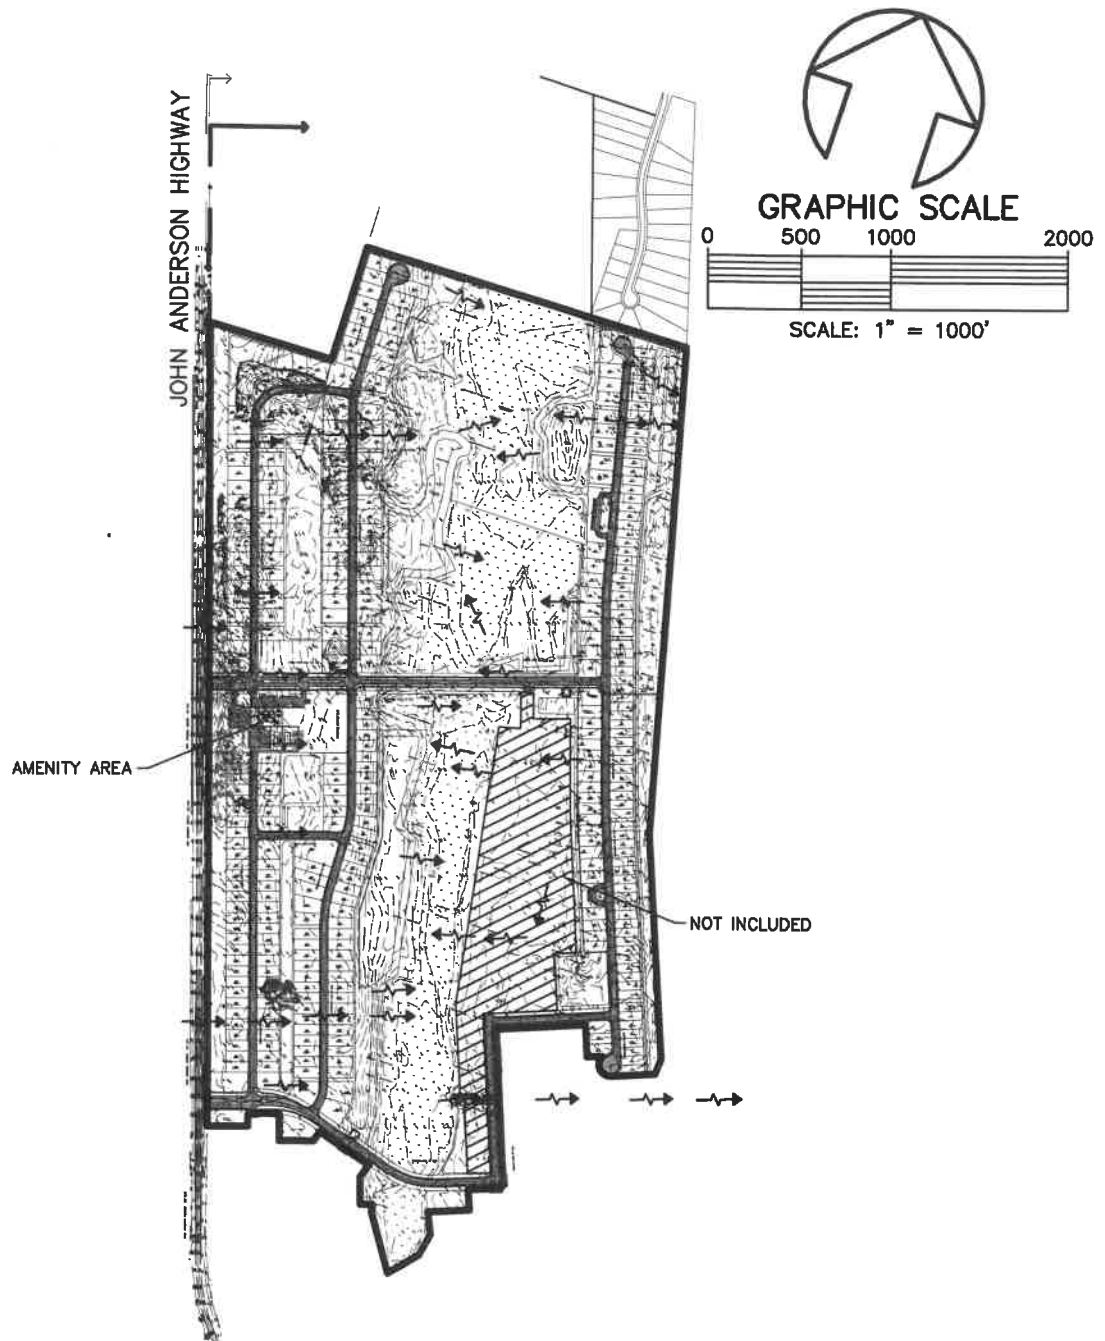 JOHN ANDERSON HIGHWAY
GRAPHIC SCALE
0 500 1000 2000
SCALE: 1" = 1000'
AMENITY AREA
NOT INCLUDED